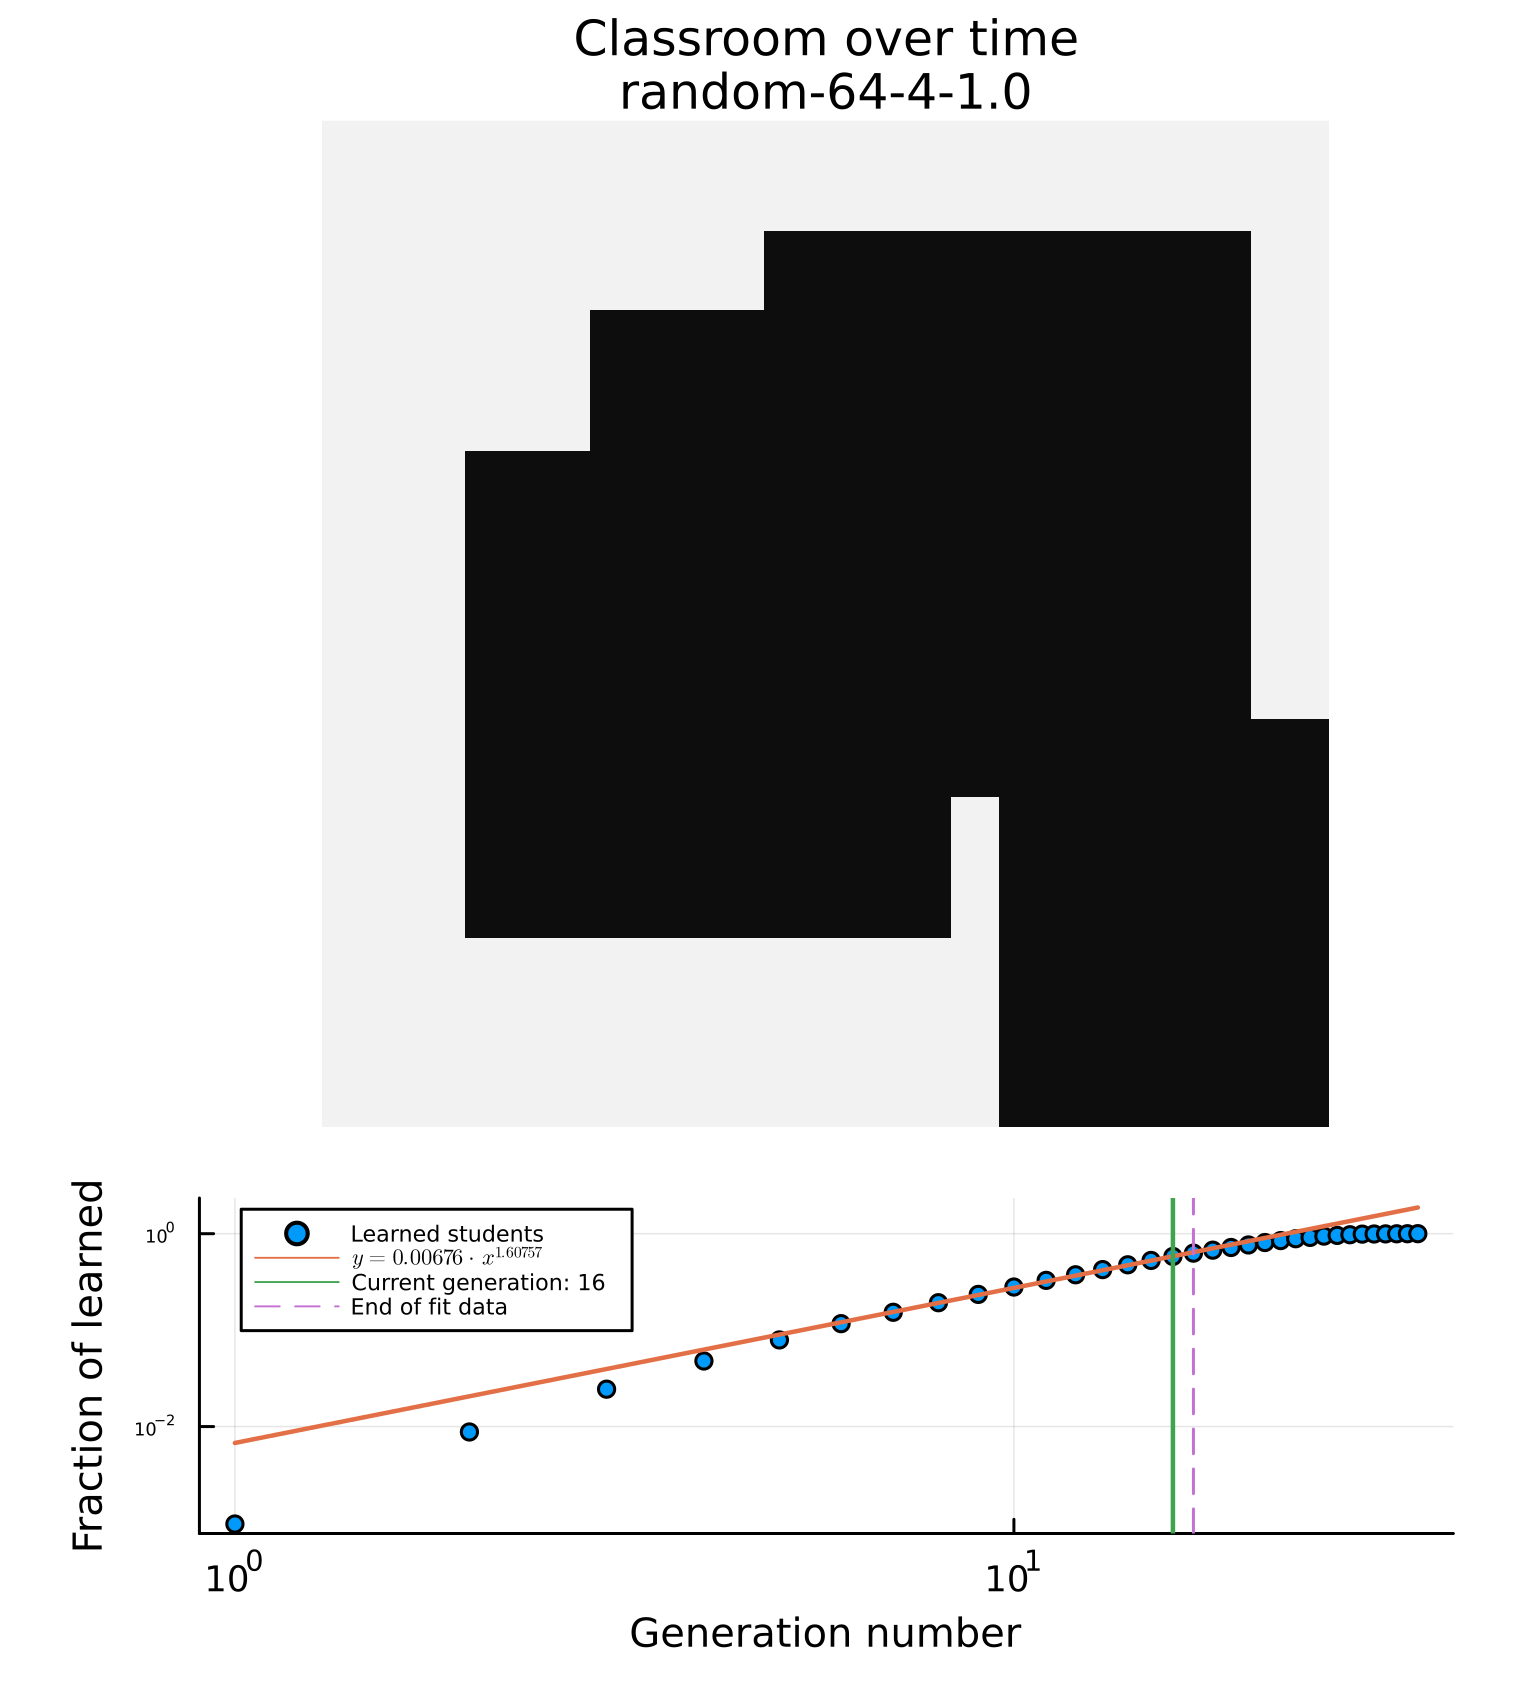 Classroom over time
random-64-4-1.0
Fraction of learned
10^0
10^-2
Learned students
y = 0.00676 · x^1.60757
Current generation: 16
End of fit data
10^0
10^1
Generation number